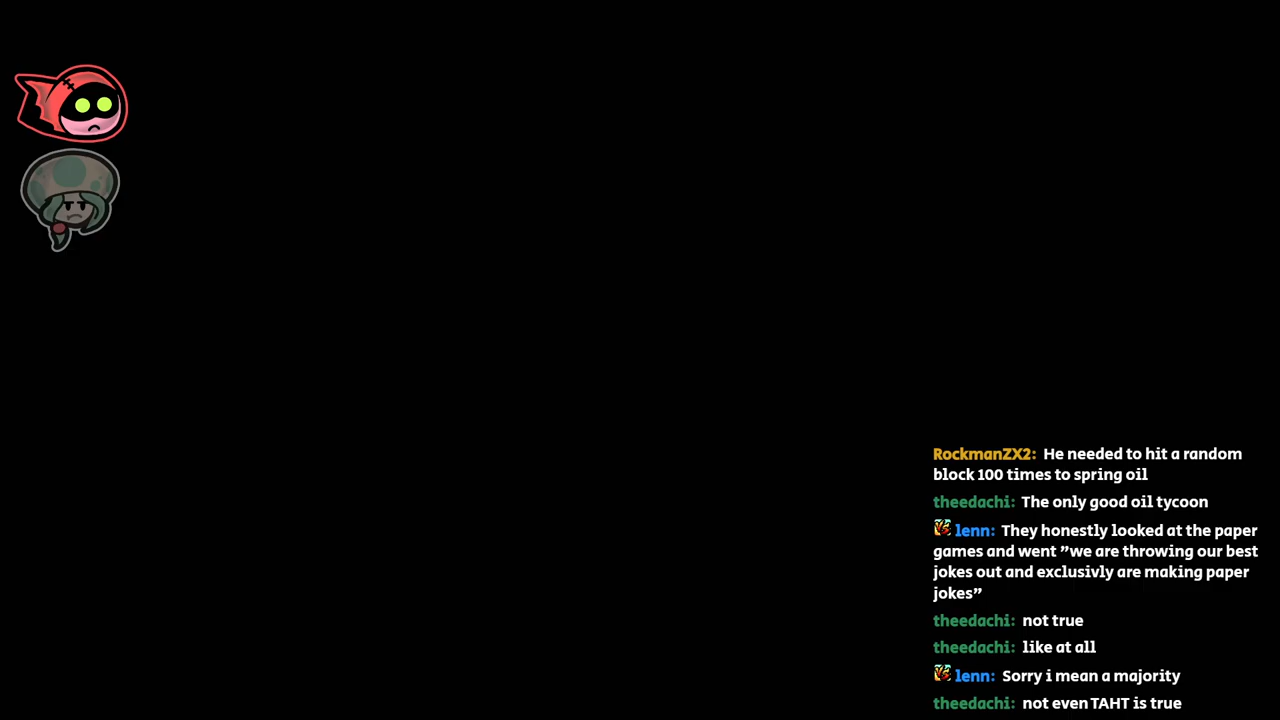 RockmanZX2: He needed to hit a random
block 100 times to spring oil
theedachi: The only good oil tycoon
lenn: They honestly looked at the paper
games and went "we are throwing our best
jokes out and exclusivly are making paper
jokes"
theedachi: not true
theedachi: like at all
lenn: Sorry i mean a majority
theedachi: not even TAHT is true